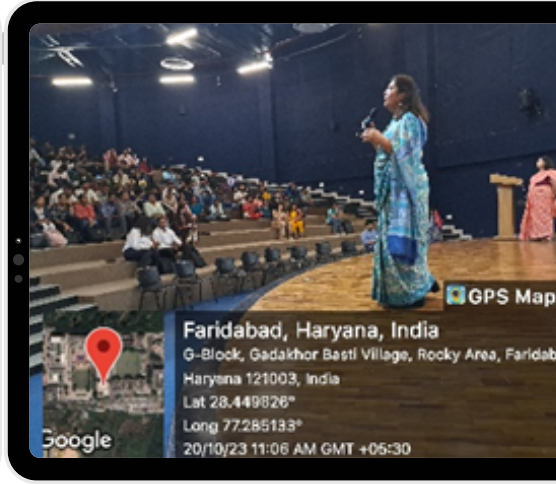 GPS Map
Faridabad, Haryana, India
G-Block, Gadakhor Basti Village, Rocky Area, Faridab
Haryana 121003, India
Lat 28.449826°
Long 77.285133°
20/10/23 11:06 AM GMT +05:30
Google